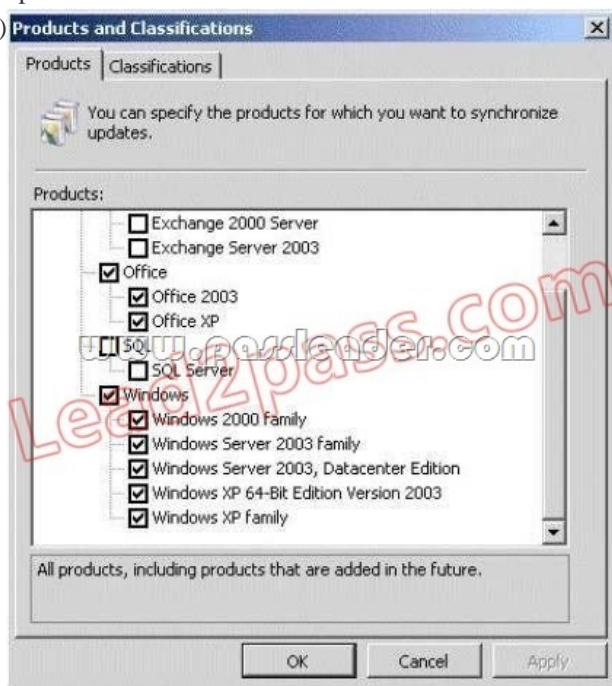 )
Products and Classifications
Products
Classifications
You can specify the products for which you want to synchronize
updates.
Products:
Exchange 2000 Server
Exchange Server 2003
Office
Office 2003
Office XP
SQL
SQL Server
Windows
Windows 2000 family
Windows Server 2003 family
Windows Server 2003, Datacenter Edition
Windows XP 64-Bit Edition Version 2003
Windows XP family
www.passleader.com
Lead2pass.com
All products, including products that are added in the future.
OK
Cancel
Apply